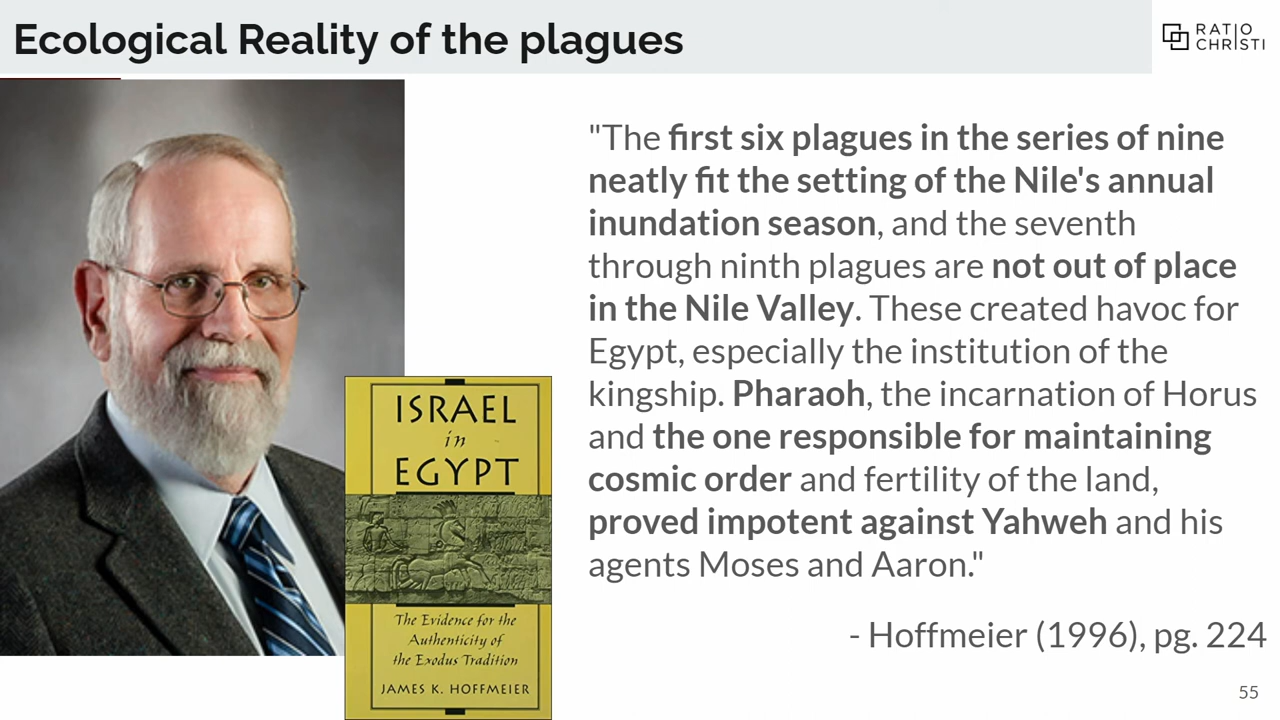 Ecological Reality of the plagues
RATIO
CHRISTI
"The first six plagues in the series of nine
neatly fit the setting of the Nile's annual
inundation season, and the seventh
through ninth plagues are not out of place
in the Nile Valley. These created havoc for
Egypt, especially the institution of the
kingship. Pharaoh, the incarnation of Horus
and the one responsible for maintaining
cosmic order and fertility of the land,
proved impotent against Yahweh and his
agents Moses and Aaron."
- Hoffmeier (1996), pg. 224
ISRAEL
in
EGYPT
The Evidence for the
Authenticity of
the Exodus Tradition
JAMES K. HOFFMEIER
55